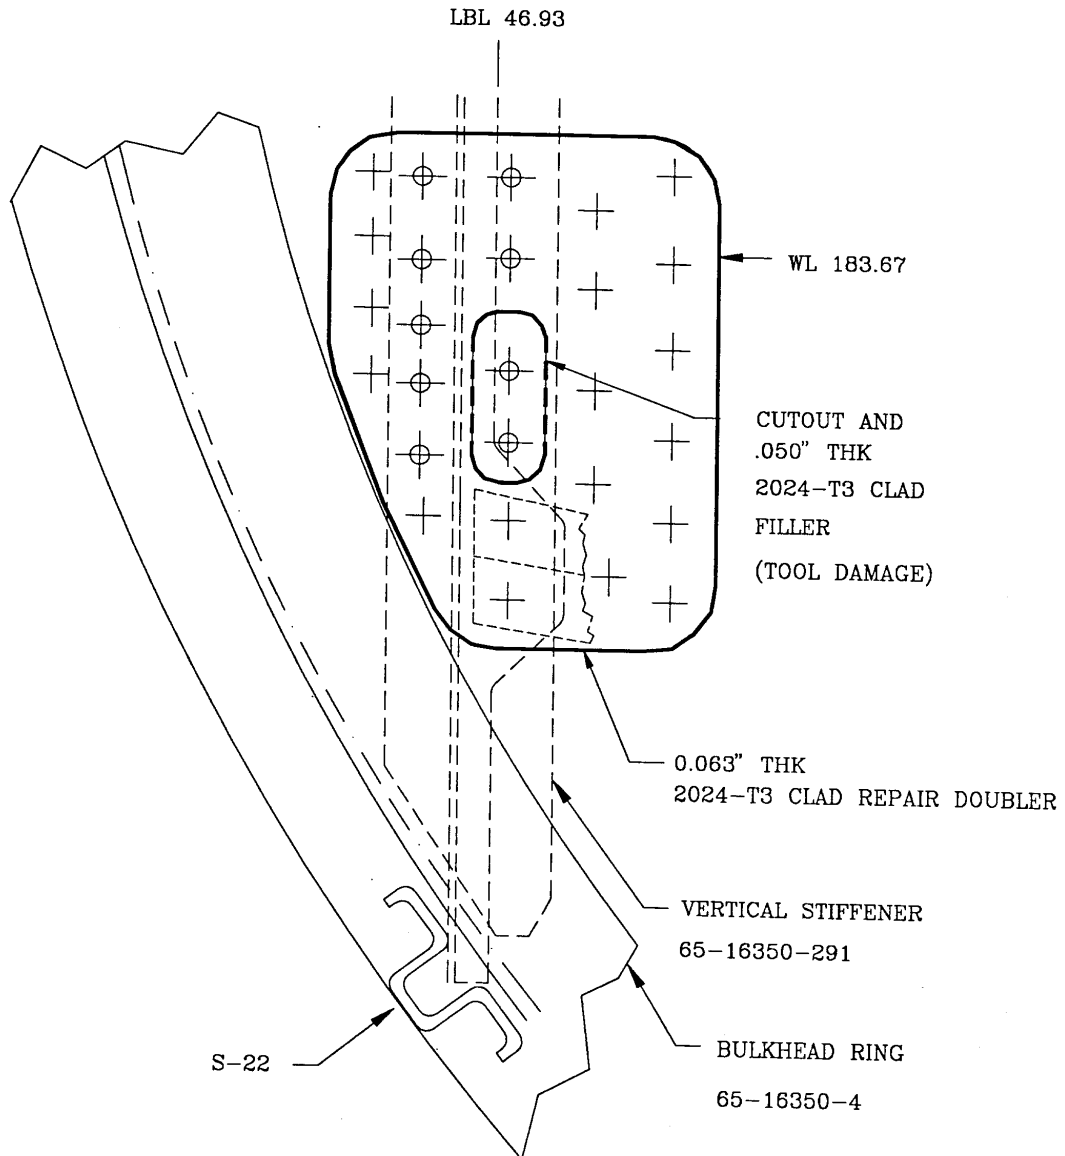 LBL 46.93
WL 183.67
CUTOUT AND
.050" THK
2024-T3 CLAD
FILLER
(TOOL DAMAGE)
0.063" THK
2024-T3 CLAD REPAIR DOUBLER
VERTICAL STIFFENER
65-16350-291
S-22
BULKHEAD RING
65-16350-4